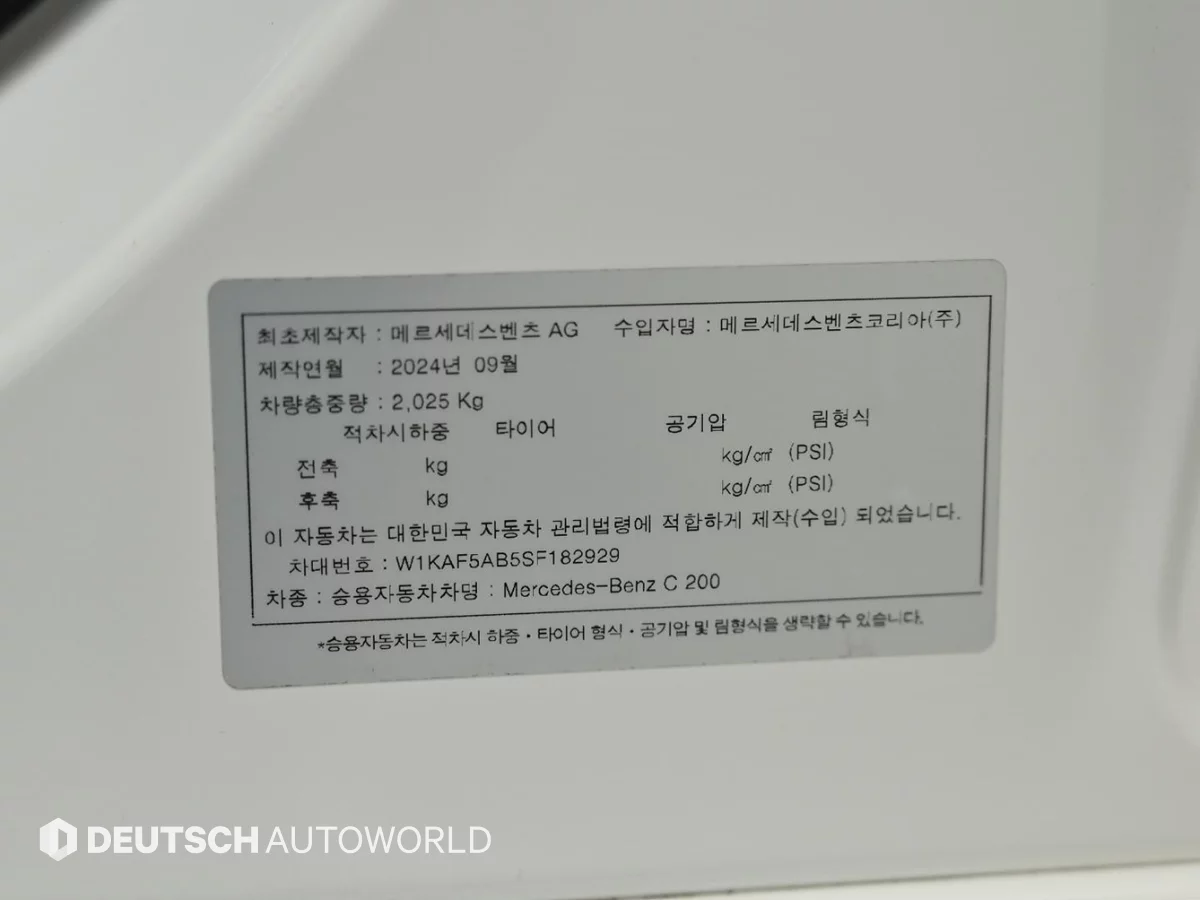 최초제작자 : 메르세데스벤츠 AG 수입자명 : 메르세데스벤츠코리아(주)
제작연월 : 2024년 09월
차량총중량 : 2,025 Kg
적차시하중 타이어 공기압 림형식
전축 kg kg/㎠ (PSI)
후축 kg kg/㎠ (PSI)
이 자동차는 대한민국 자동차 관리법령에 적합하게 제작(수입) 되었습니다.
차대번호 : W1KAF5AB5SF182929
차종 : 승용자동차차명 : Mercedes-Benz C 200
*승용자동차는 적차시 하중・타이어 형식・공기압 및 림형식을 생략할 수 있습니다.
DEUTSCH AUTOWORLD